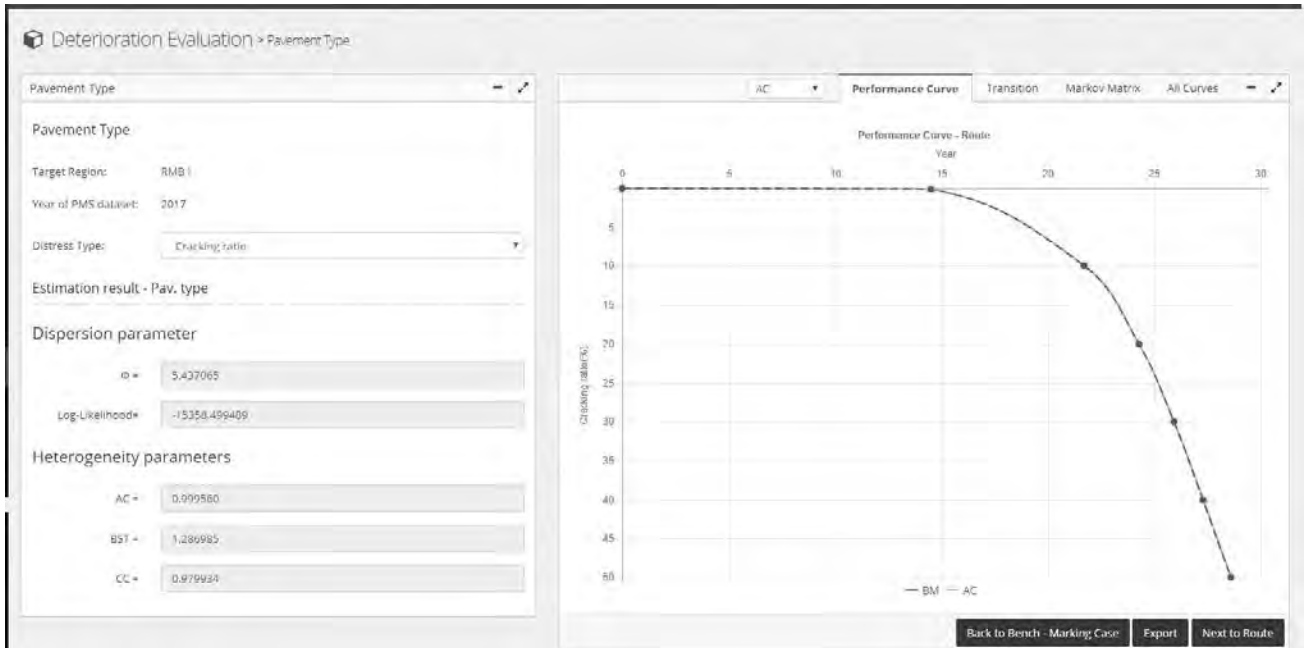 Deterioration Evaluation > Pavement Type
Pavement Type
Pavement Type
Target Region: RMB I
Year of PMS dataset: 2017
Distress Type: Cracking ratio
Estimation result - Pav. type
Dispersion parameter
5.437065
Log-Likelihood= -15358.499409
Heterogeneity parameters
AC = 0.999580
BST = 1.286985
CC = 0.979934
AC Performance Curve Transition Markov Matrix All Curves
Performance Curve - Route
Year
0 5 10 15 20 25 30
5
10
15
20
25
30
35
40
45
50
Cracking ratio(%)
BM AC
Back to Bench - Marking Case Export Next to Route